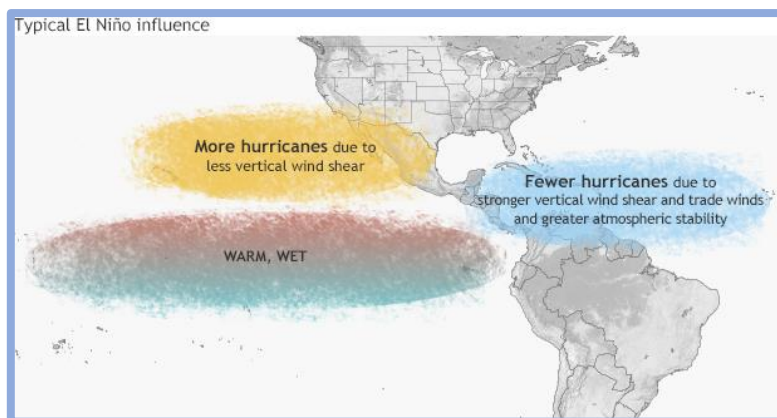 Typical El Niño influence
More hurricanes due to
less vertical wind shear
Fewer hurricanes due to
stronger vertical wind shear and trade winds
and greater atmospheric stability
WARM, WET